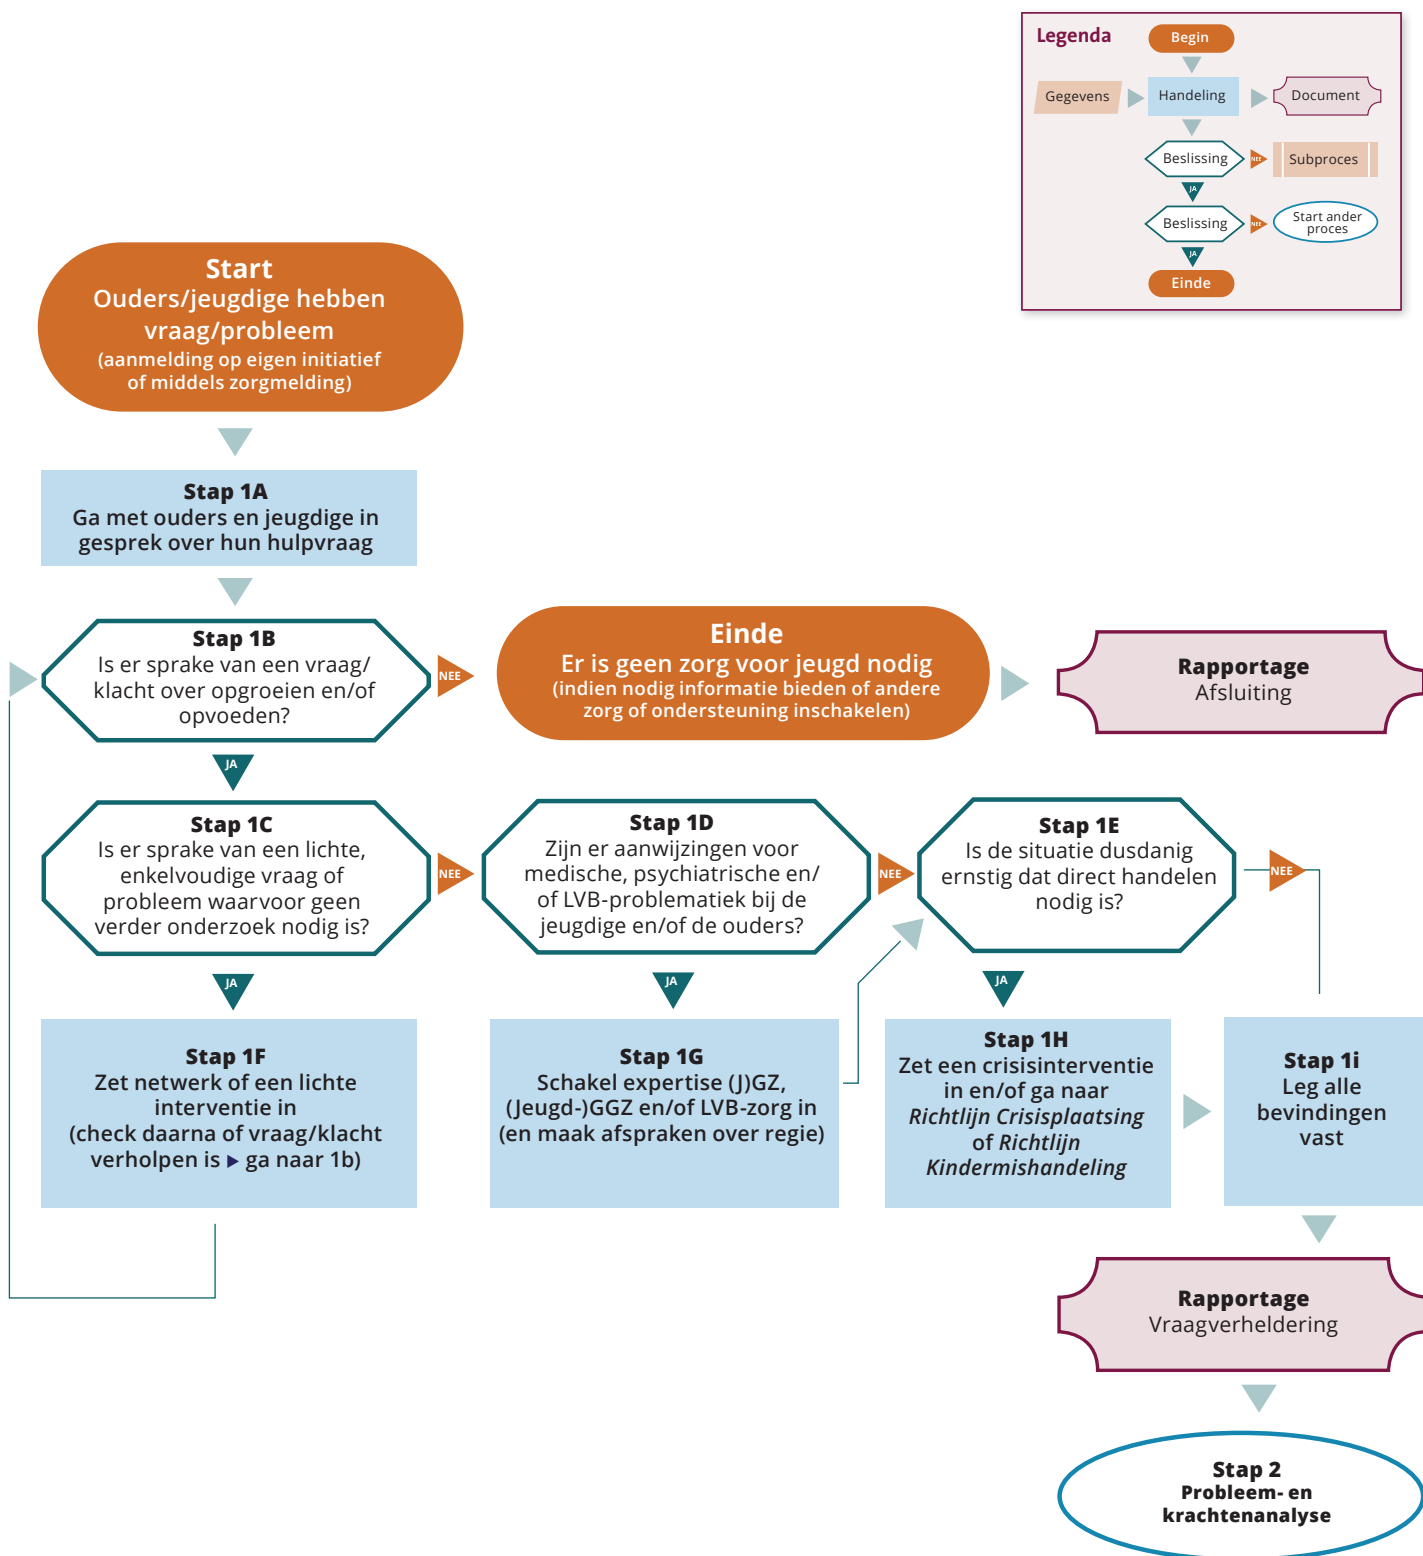 Legenda
Begin
Gegevens
Handeling
Document
Beslissing
NEE
Subproces
JA
Beslissing
NEE
Start ander
proces
JA
Einde
Start
Ouders/jeugdige hebben
vraag/probleem
(aanmelding op eigen initiatief
of middels zorgmelding)
Stap 1A
Ga met ouders en jeugdige in
gesprek over hun hulpvraag
Stap 1B
Is er sprake van een vraag/
klacht over opgroeien en/of
opvoeden?
NEE
Einde
Er is geen zorg voor jeugd nodig
(indien nodig informatie bieden of andere
zorg of ondersteuning inschakelen)
Rapportage
Afsluiting
JA
Stap 1C
Is er sprake van een lichte,
enkelvoudige vraag of
probleem waarvoor geen
verder onderzoek nodig is?
NEE
Stap 1D
Zijn er aanwijzingen voor
medische, psychiatrische en/
of LVB-problematiek bij de
jeugdige en/of de ouders?
NEE
Stap 1E
Is de situatie dusdanig
ernstig dat direct handelen
nodig is?
NEE
JA
JA
JA
Stap 1F
Zet netwerk of een lichte
interventie in
(check daarna of vraag/klacht
verholpen is ▶ ga naar 1b)
Stap 1G
Schakel expertise (J)GZ,
(Jeugd-)GGZ en/of LVB-zorg in
(en maak afspraken over regie)
Stap 1H
Zet een crisisinterventie
in en/of ga naar
Richtlijn Crisisplaatsing
of Richtlijn
Kindermishandeling
Stap 1i
Leg alle
bevindingen
vast
Rapportage
Vraagverheldering
Stap 2
Probleem- en
krachtenanalyse